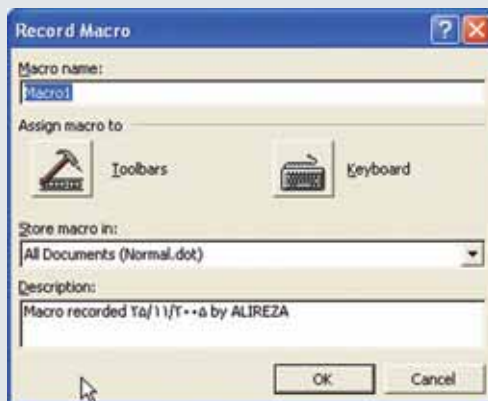 Record Macro
Macro name:
Macro1
Assign macro to
Toolbars
Keyboard
Store macro in:
All Documents (Normal.dot)
Description:
Macro recorded ۲۵/۱۱/۲۰۰۵ by ALIREZA
OK
Cancel